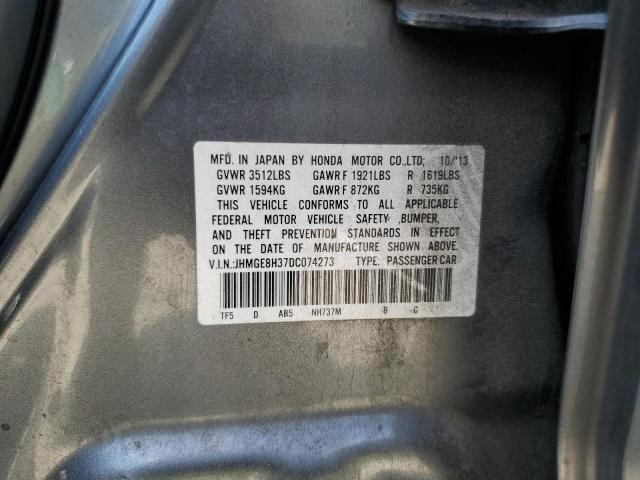 MFD. IN JAPAN BY HONDA MOTOR CO.,LTD; 10/'13
GVWR 3512LBS GAWR F 1921LBS R 1619LBS
GVWR 1594KG GAWR F 872KG R 735KG
THIS VEHICLE CONFORMS TO ALL APPLICABLE
FEDERAL MOTOR VEHICLE SAFETY ,BUMPER,
AND THEFT PREVENTION STANDARDS IN EFFECT
ON THE DATE OF MANUFACTURE SHOWN ABOVE.
V.I.N.:JHMGE8H37DC074273 TYPE: PASSENGER CAR
TF5 D AB5 NH737M B C